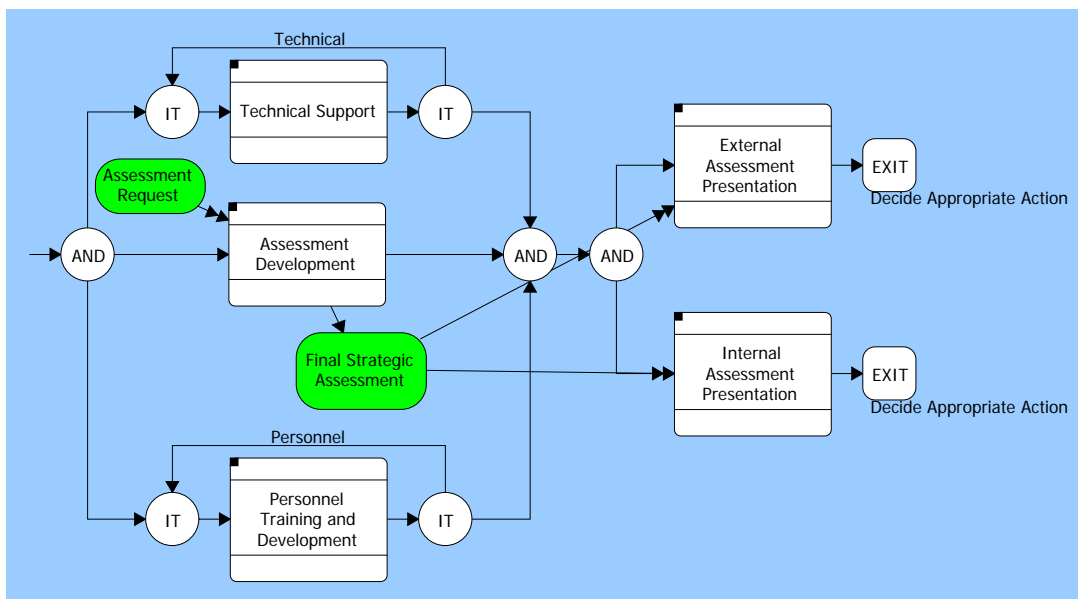 Technical
IT
Technical Support
IT
Assessment
Request
External
Assessment
Presentation
EXIT
Decide Appropriate Action
AND
Assessment
Development
AND
AND
Final Strategic
Assessment
Internal
Assessment
Presentation
EXIT
Decide Appropriate Action
Personnel
IT
Personnel
Training and
Development
IT